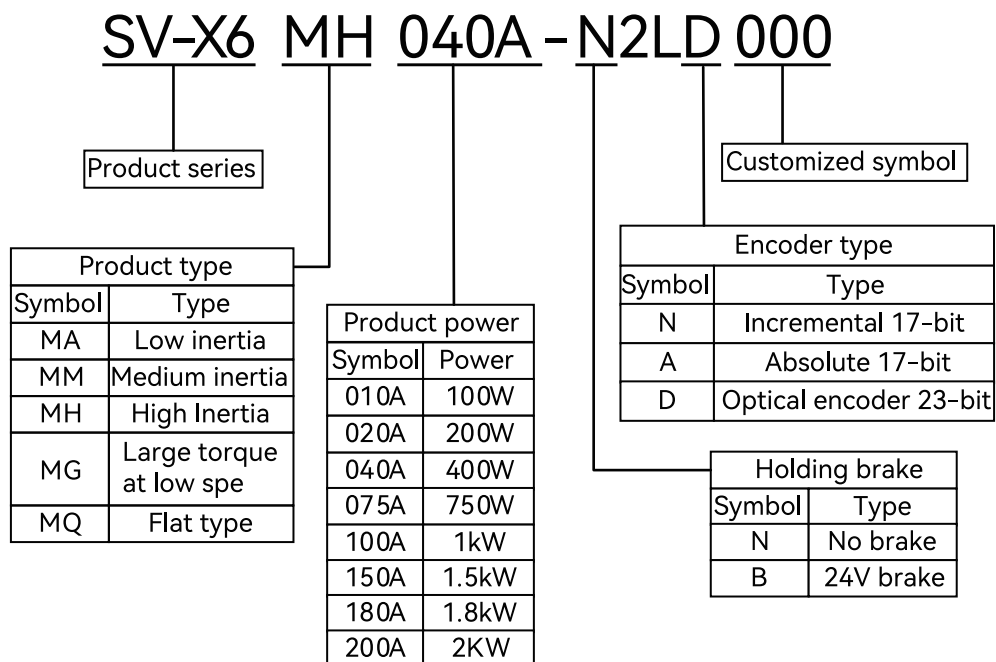 SV-X6 MH 040A-N2LD 000
Product series
Customized symbol
Product type
Symbol Type
MA Low inertia
MM Medium inertia
MH High Inertia
MG Large torque
at low spe
MQ Flat type
Product power
Symbol Power
010A 100W
020A 200W
040A 400W
075A 750W
100A 1kW
150A 1.5kW
180A 1.8kW
200A 2KW
Encoder type
Symbol Type
N Incremental 17-bit
A Absolute 17-bit
D Optical encoder 23-bit
Holding brake
Symbol Type
N No brake
B 24V brake